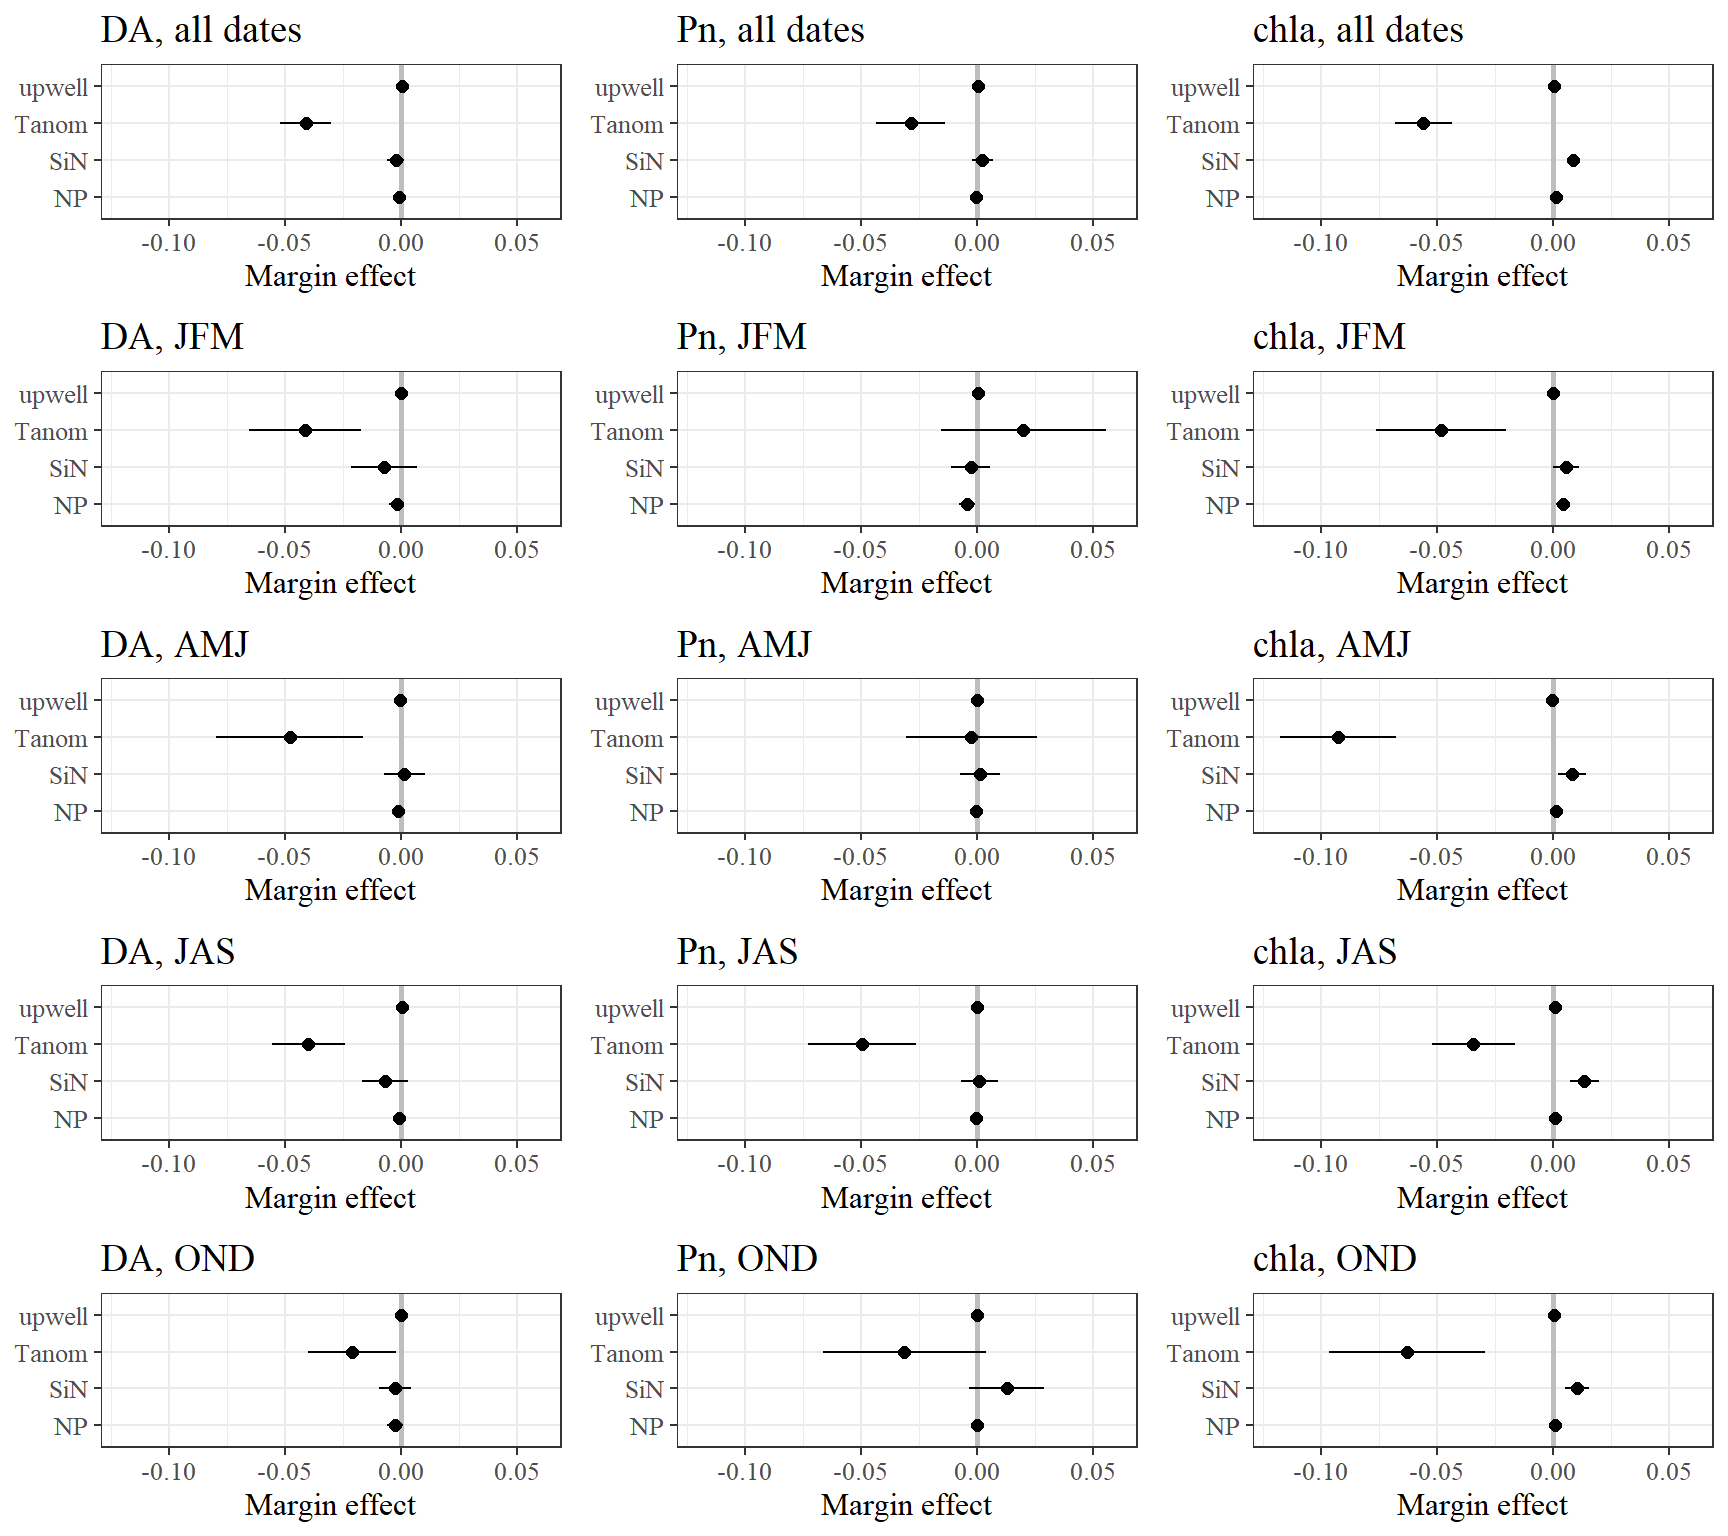 DA, all dates
upwell
Tanom
SiN
NP
-0.10 -0.05 0.00 0.05
Margin effect
Pn, all dates
upwell
Tanom
SiN
NP
-0.10 -0.05 0.00 0.05
Margin effect
chla, all dates
upwell
Tanom
SiN
NP
-0.10 -0.05 0.00 0.05
Margin effect
DA, JFM
upwell
Tanom
SiN
NP
-0.10 -0.05 0.00 0.05
Margin effect
Pn, JFM
upwell
Tanom
SiN
NP
-0.10 -0.05 0.00 0.05
Margin effect
chla, JFM
upwell
Tanom
SiN
NP
-0.10 -0.05 0.00 0.05
Margin effect
DA, AMJ
upwell
Tanom
SiN
NP
-0.10 -0.05 0.00 0.05
Margin effect
Pn, AMJ
upwell
Tanom
SiN
NP
-0.10 -0.05 0.00 0.05
Margin effect
chla, AMJ
upwell
Tanom
SiN
NP
-0.10 -0.05 0.00 0.05
Margin effect
DA, JAS
upwell
Tanom
SiN
NP
-0.10 -0.05 0.00 0.05
Margin effect
Pn, JAS
upwell
Tanom
SiN
NP
-0.10 -0.05 0.00 0.05
Margin effect
chla, JAS
upwell
Tanom
SiN
NP
-0.10 -0.05 0.00 0.05
Margin effect
DA, OND
upwell
Tanom
SiN
NP
-0.10 -0.05 0.00 0.05
Margin effect
Pn, OND
upwell
Tanom
SiN
NP
-0.10 -0.05 0.00 0.05
Margin effect
chla, OND
upwell
Tanom
SiN
NP
-0.10 -0.05 0.00 0.05
Margin effect